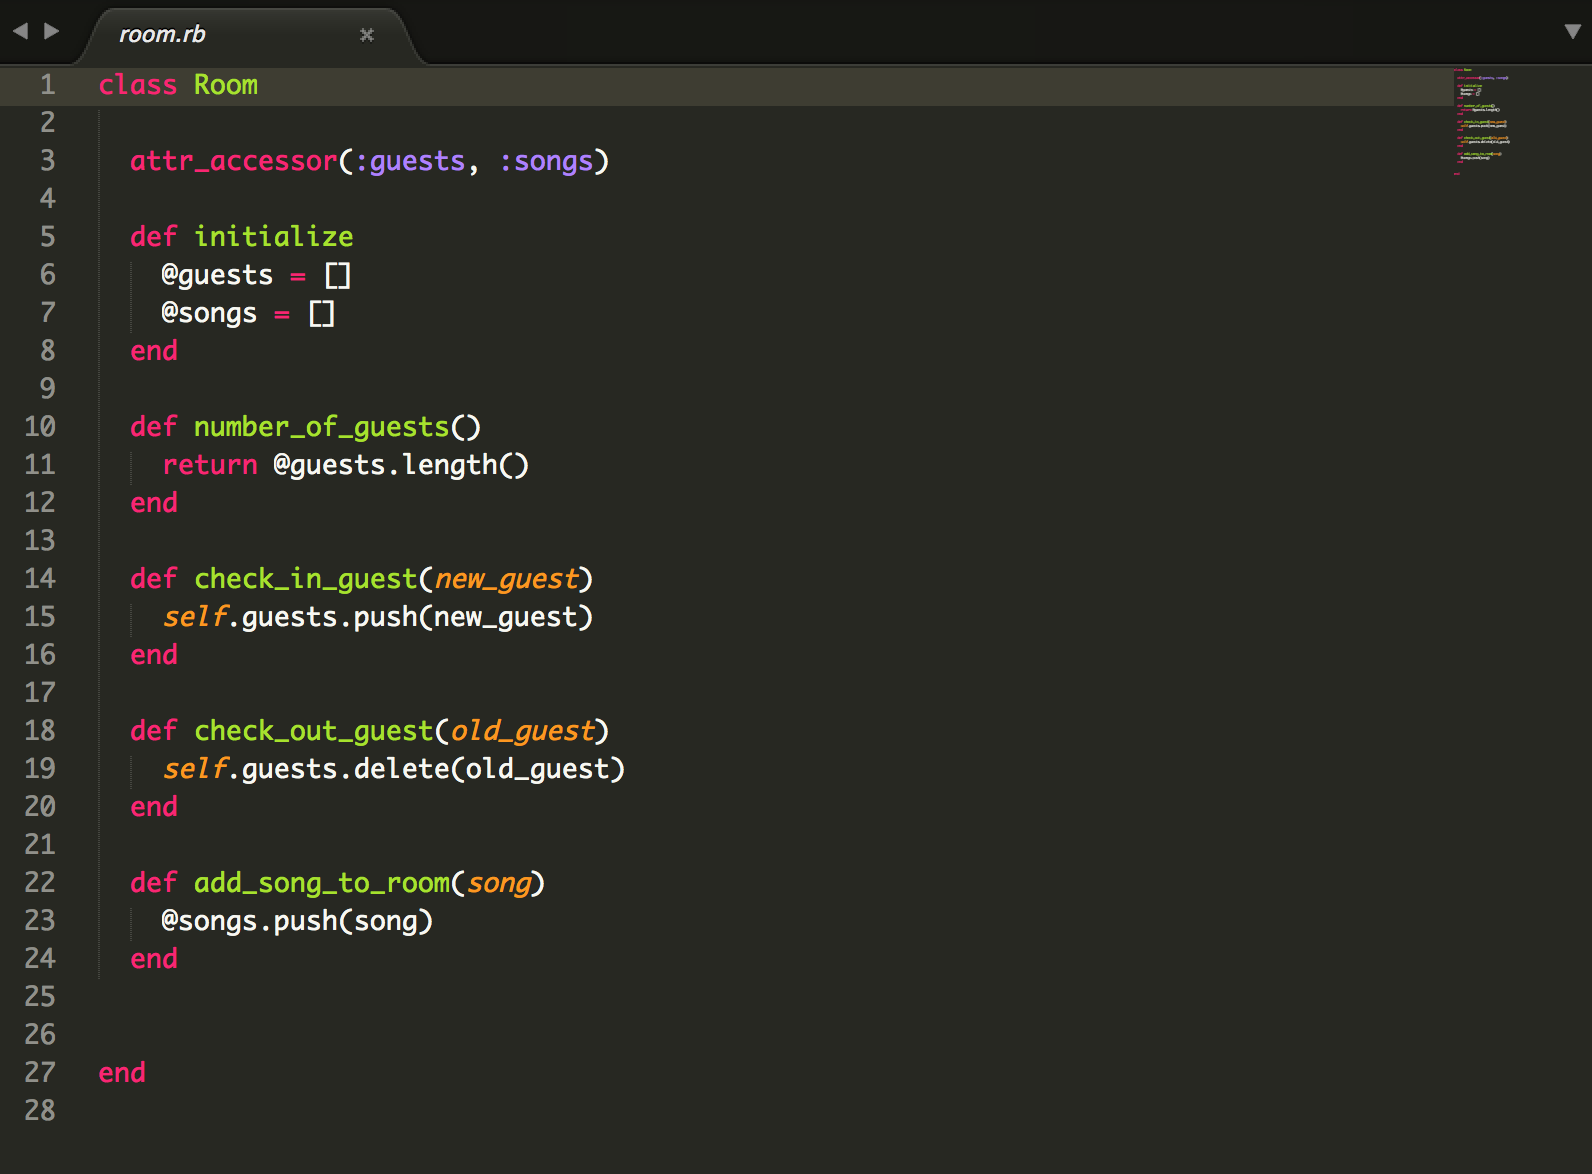 room.rb
1 class Room
2
3   attr_accessor(:guests, :songs)
4
5   def initialize
6     @guests = []
7     @songs = []
8   end
9
10   def number_of_guests()
11     return @guests.length()
12   end
13
14   def check_in_guest(new_guest)
15     self.guests.push(new_guest)
16   end
17
18   def check_out_guest(old_guest)
19     self.guests.delete(old_guest)
20   end
21
22   def add_song_to_room(song)
23     @songs.push(song)
24   end
25
26
27 end
28